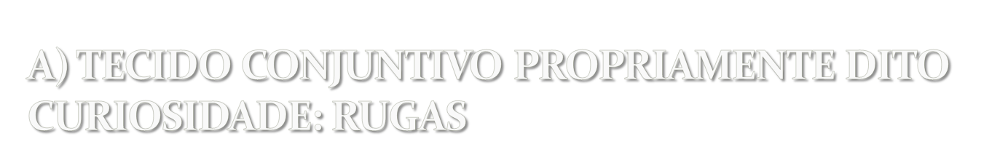 A) TECIDO CONJUNTIVO PROPRIAMENTE DITO
CURIOSIDADE: RUGAS